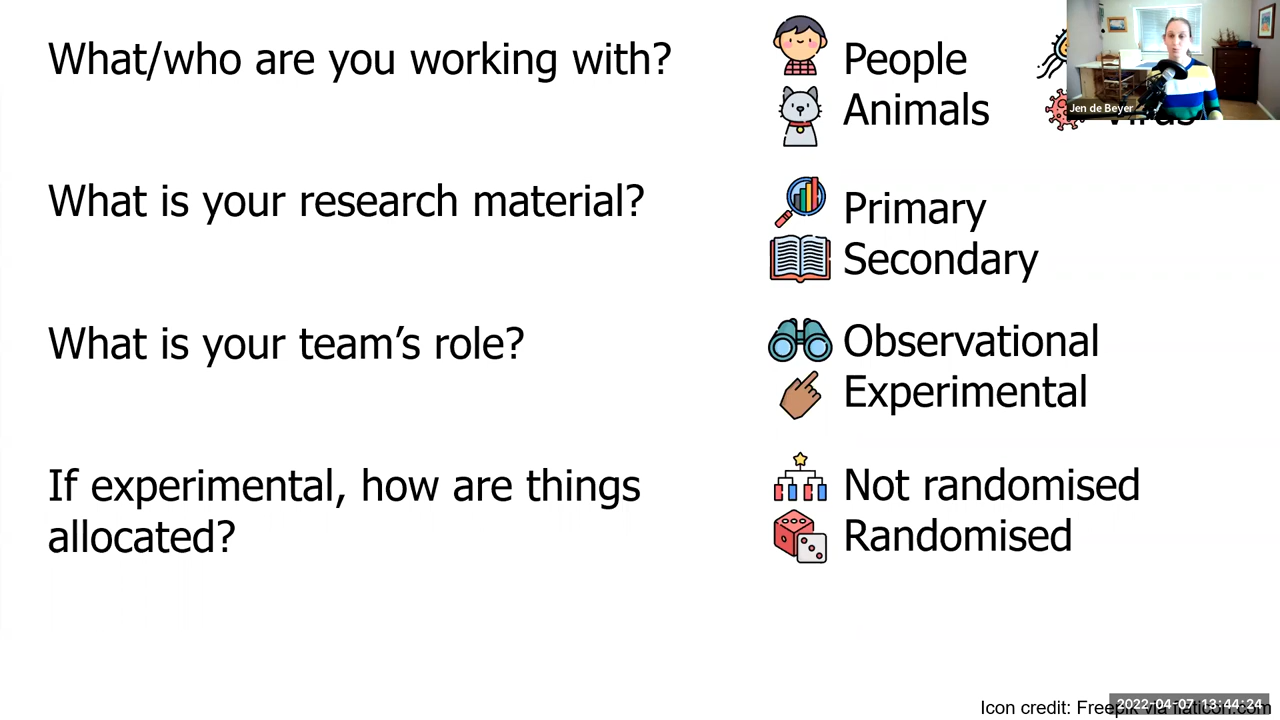 What/who are you working with?
People
Animals
Jen de Beyer
What is your research material?
Primary
Secondary
What is your team's role?
Observational
Experimental
If experimental, how are things
allocated?
Not randomised
Randomised
Icon credit:
2022-04-07 13:44:24